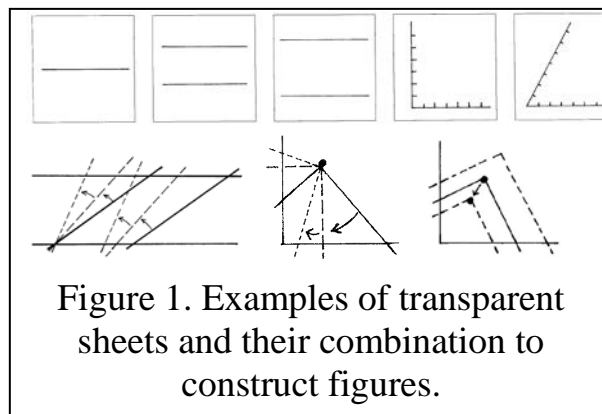 Figure 1. Examples of transparent
sheets and their combination to
construct figures.